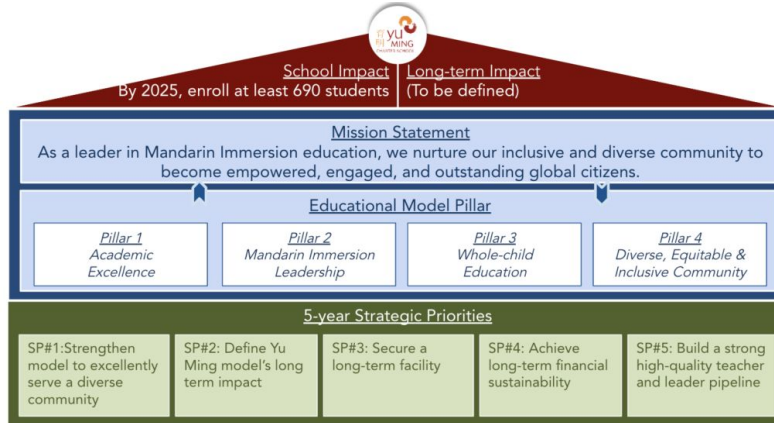 育明
yu
MING
School Impact
By 2025, enroll at least 690 students
Long-term Impact
(To be defined)
Mission Statement
As a leader in Mandarin Immersion education, we nurture our inclusive and diverse community to
become empowered, engaged, and outstanding global citizens.
Educational Model Pillar
Pillar 1
Academic
Excellence
Pillar 2
Mandarin Immersion
Leadership
Pillar 3
Whole-child
Education
Pillar 4
Diverse, Equitable &
Inclusive Community
5-year Strategic Priorities
SP#1:Strengthen
model to excellently
serve a diverse
community
SP#2: Define Yu
Ming model's long
term impact
SP#3: Secure a
long-term facility
SP#4: Achieve
long-term financial
sustainability
SP#5: Build a strong
high-quality teacher
and leader pipeline